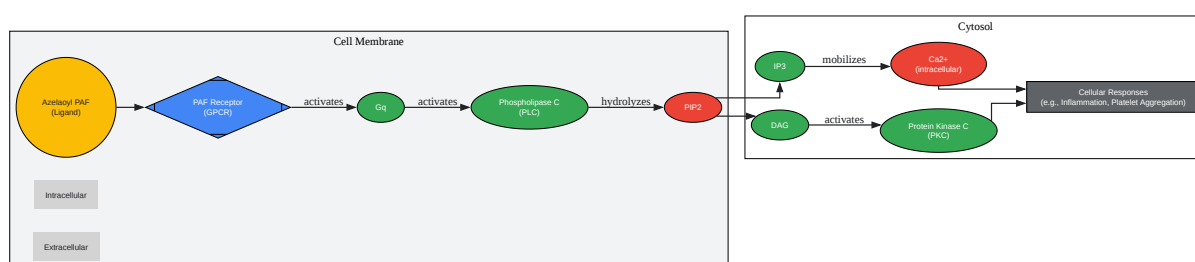 Cell Membrane
Azelaoyl PAF
(Ligand)
PAF Receptor
(GPCR)
activates
Gq
activates
Phospholipase C
(PLC)
hydrolyzes
PIP2
Intracellular
Extracellular
Cytosol
IP3
mobilizes
Ca2+
(intracellular)
DAG
activates
Protein Kinase C
(PKC)
Cellular Responses
(e.g., Inflammation, Platelet Aggregation)